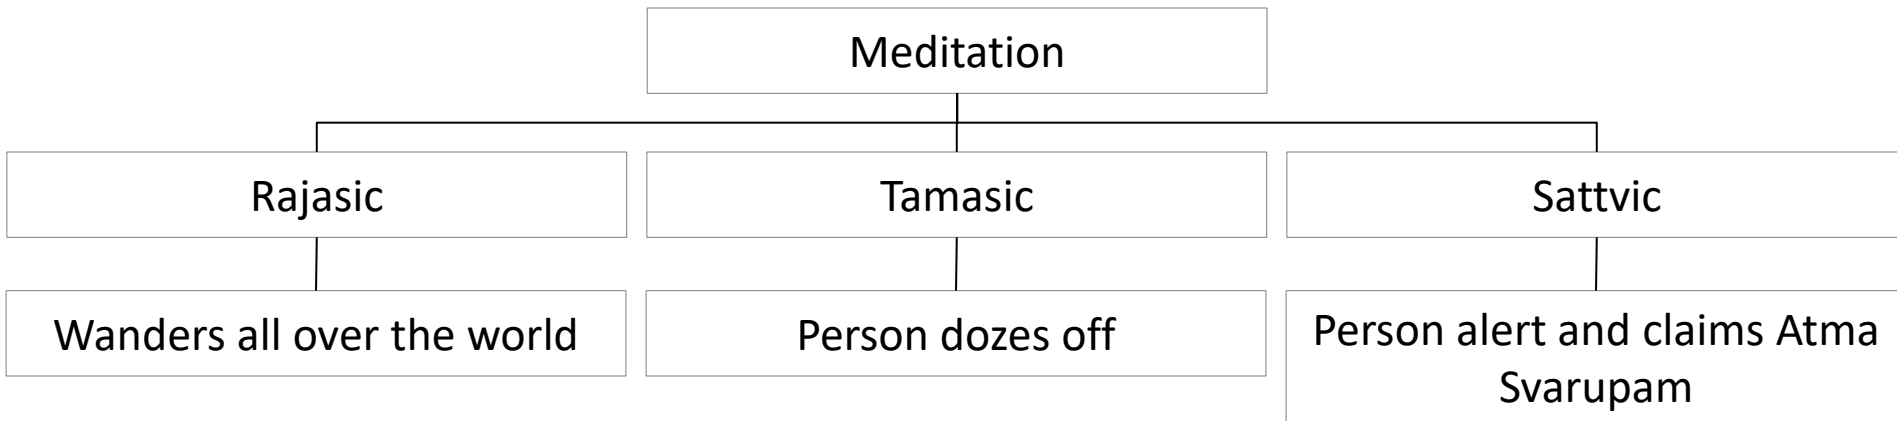 Meditation
Rajasic
Tamasic
Sattvic
Wanders all over the world
Person dozes off
Person alert and claims Atma
Svarupam